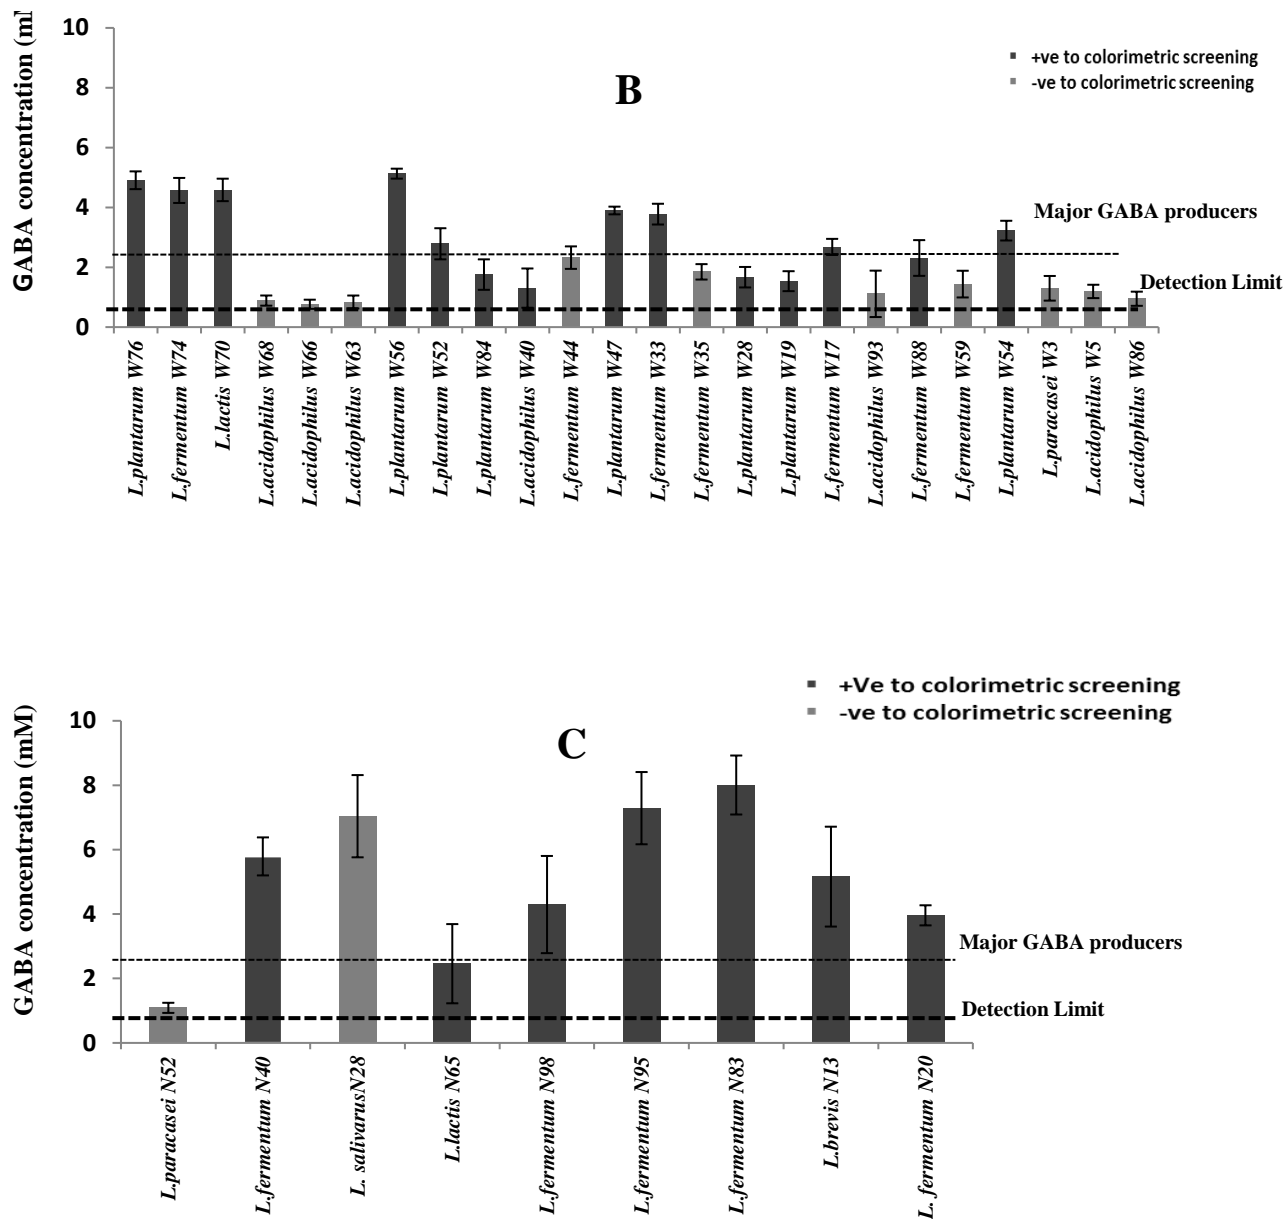 10
8
6
4
2
0
GABA concentration (mM
B
+ve to colorimetric screening
-ve to colorimetric screening
Major GABA producers
Detection Limit
L.plantarum W76
L.fermentum W74
L.lactis W70
L.acidophilus W68
L.acidophilus W66
L.acidophilus W63
L.plantarum W56
L.plantarum W52
L.plantarum W84
L.acidophilus W40
L.fermentum W44
L.plantarum W47
L.fermentum W33
L.fermentum W35
L.plantarum W28
L.plantarum W19
L.fermentum W17
L.acidophilus W93
L.fermentum W88
L.fermentum W59
L.plantarum W54
L.paracasei W3
L.acidophilus W5
L.acidophilus W86
+Ve to colorimetric screening
-ve to colorimetric screening
10
8
6
4
2
0
GABA concentration (mM)
C
Major GABA producers
Detection Limit
L.paracasei N52
L.fermentum N40
L. salivarusN28
L.lactis N65
L.fermentum N98
L.fermentum N95
L.fermentum N83
L.brevis N13
L. fermentum N20